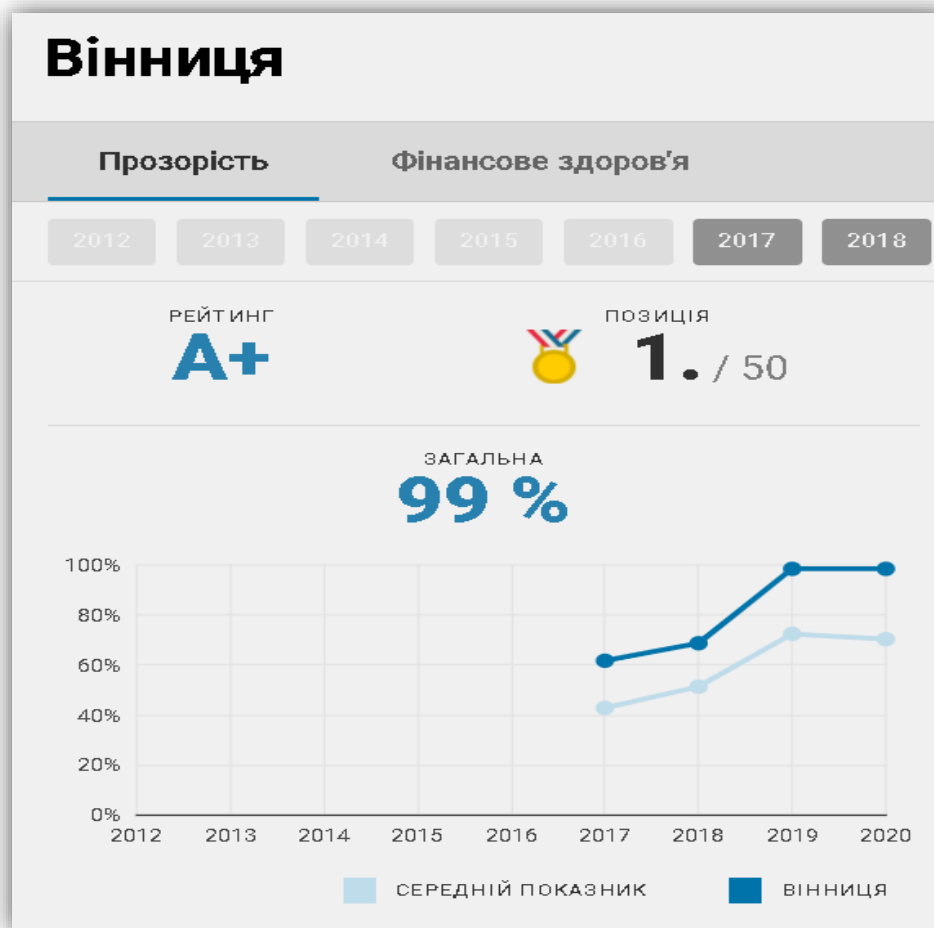 Вінниця
Прозорість Фінансове здоров'я
2012 2013 2014 2015 2016 2017 2018
РЕЙТИНГ ПОЗИЦІЯ
A+ 1. / 50
ЗАГАЛЬНА
99 %
100%
80%
60%
40%
20%
0%
2012 2013 2014 2015 2016 2017 2018 2019 2020
СЕРЕДНІЙ ПОКАЗНИК ВІННИЦЯ